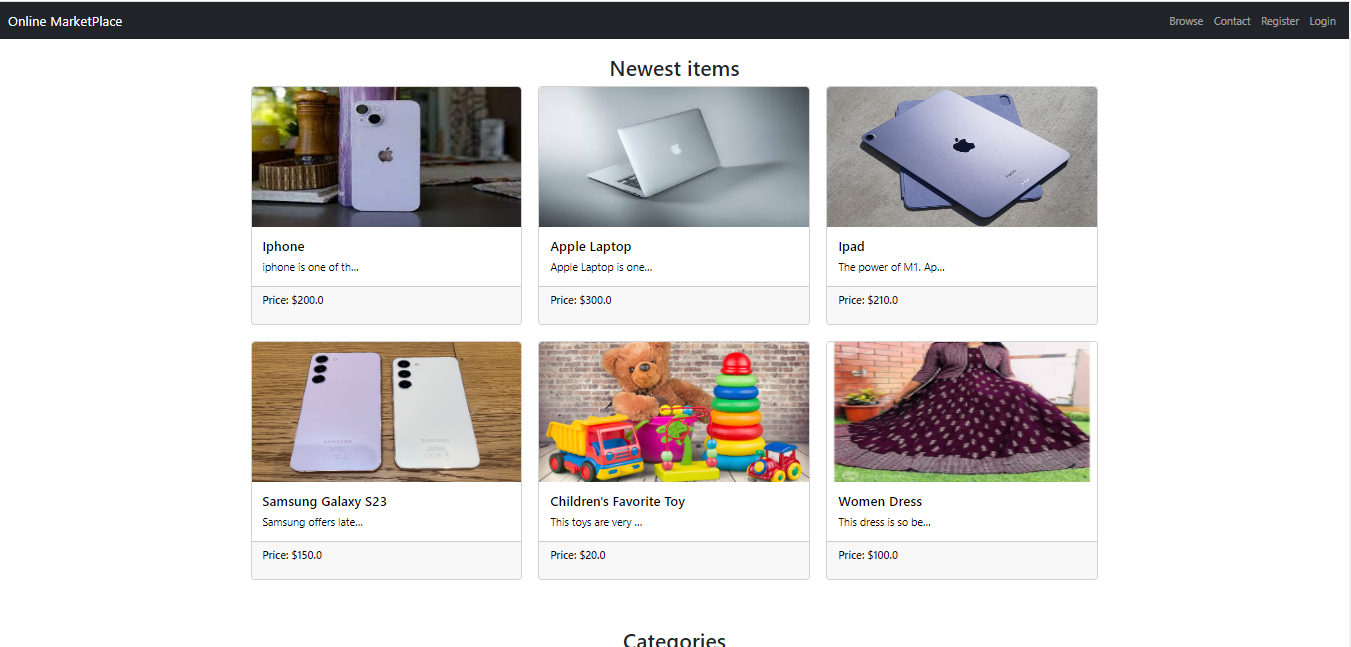 Online MarketPlace
Browse Contact Register Login
Newest items
Iphone
iphone is one of th...
Price: $200.0
Apple Laptop
Apple Laptop is one...
Price: $300.0
Ipad
The power of M1. Ap...
Price: $210.0
SAMSUNG
SAMSUNG
Samsung Galaxy S23
Samsung offers late...
Price: $150.0
Children's Favorite Toy
This toys are very ...
Price: $20.0
Women Dress
This dress is so be...
Price: $100.0
Categories